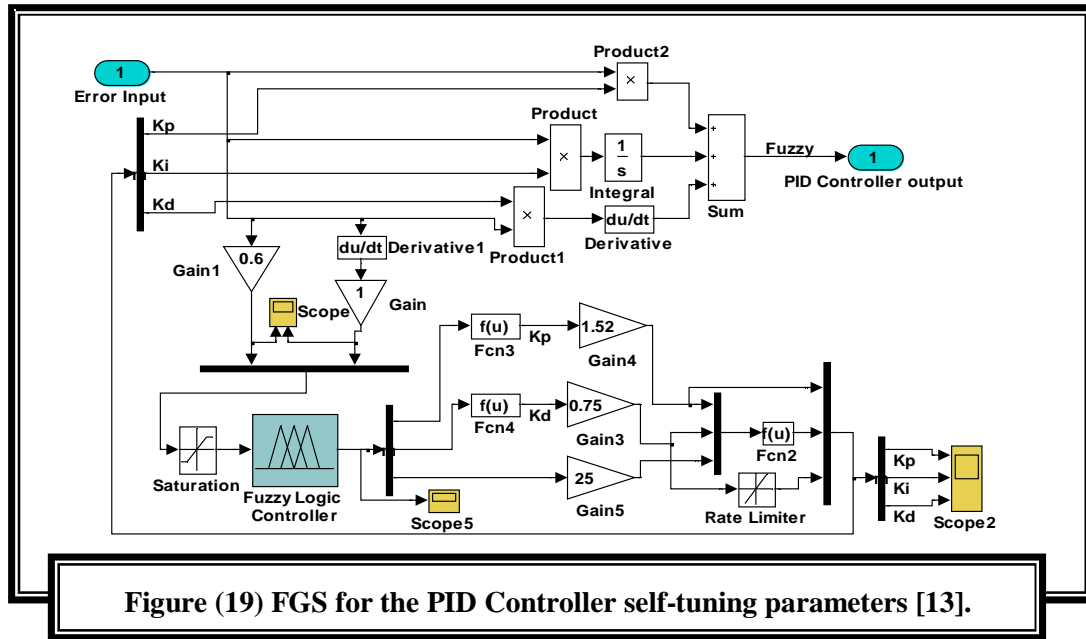 Product2
1
×
Error Input
Product
Kp
×
1
s
Integral
Ki
Kd
×
Product1
du/dt
Derivative
+
+
+
Sum
Fuzzy
1
PID Controller output
0.6
Gain1
du/dt
Derivative1
1
Gain
Scope
f(u)
Fcn3
Kp
1.52
Gain4
f(u)
Fcn4
Kd
0.75
Gain3
25
Gain5
Saturation
Fuzzy Logic
Controller
Scope5
f(u)
Fcn2
Rate Limiter
Kp
Ki
Kd
Scope2
Figure (19) FGS for the PID Controller self-tuning parameters [13].